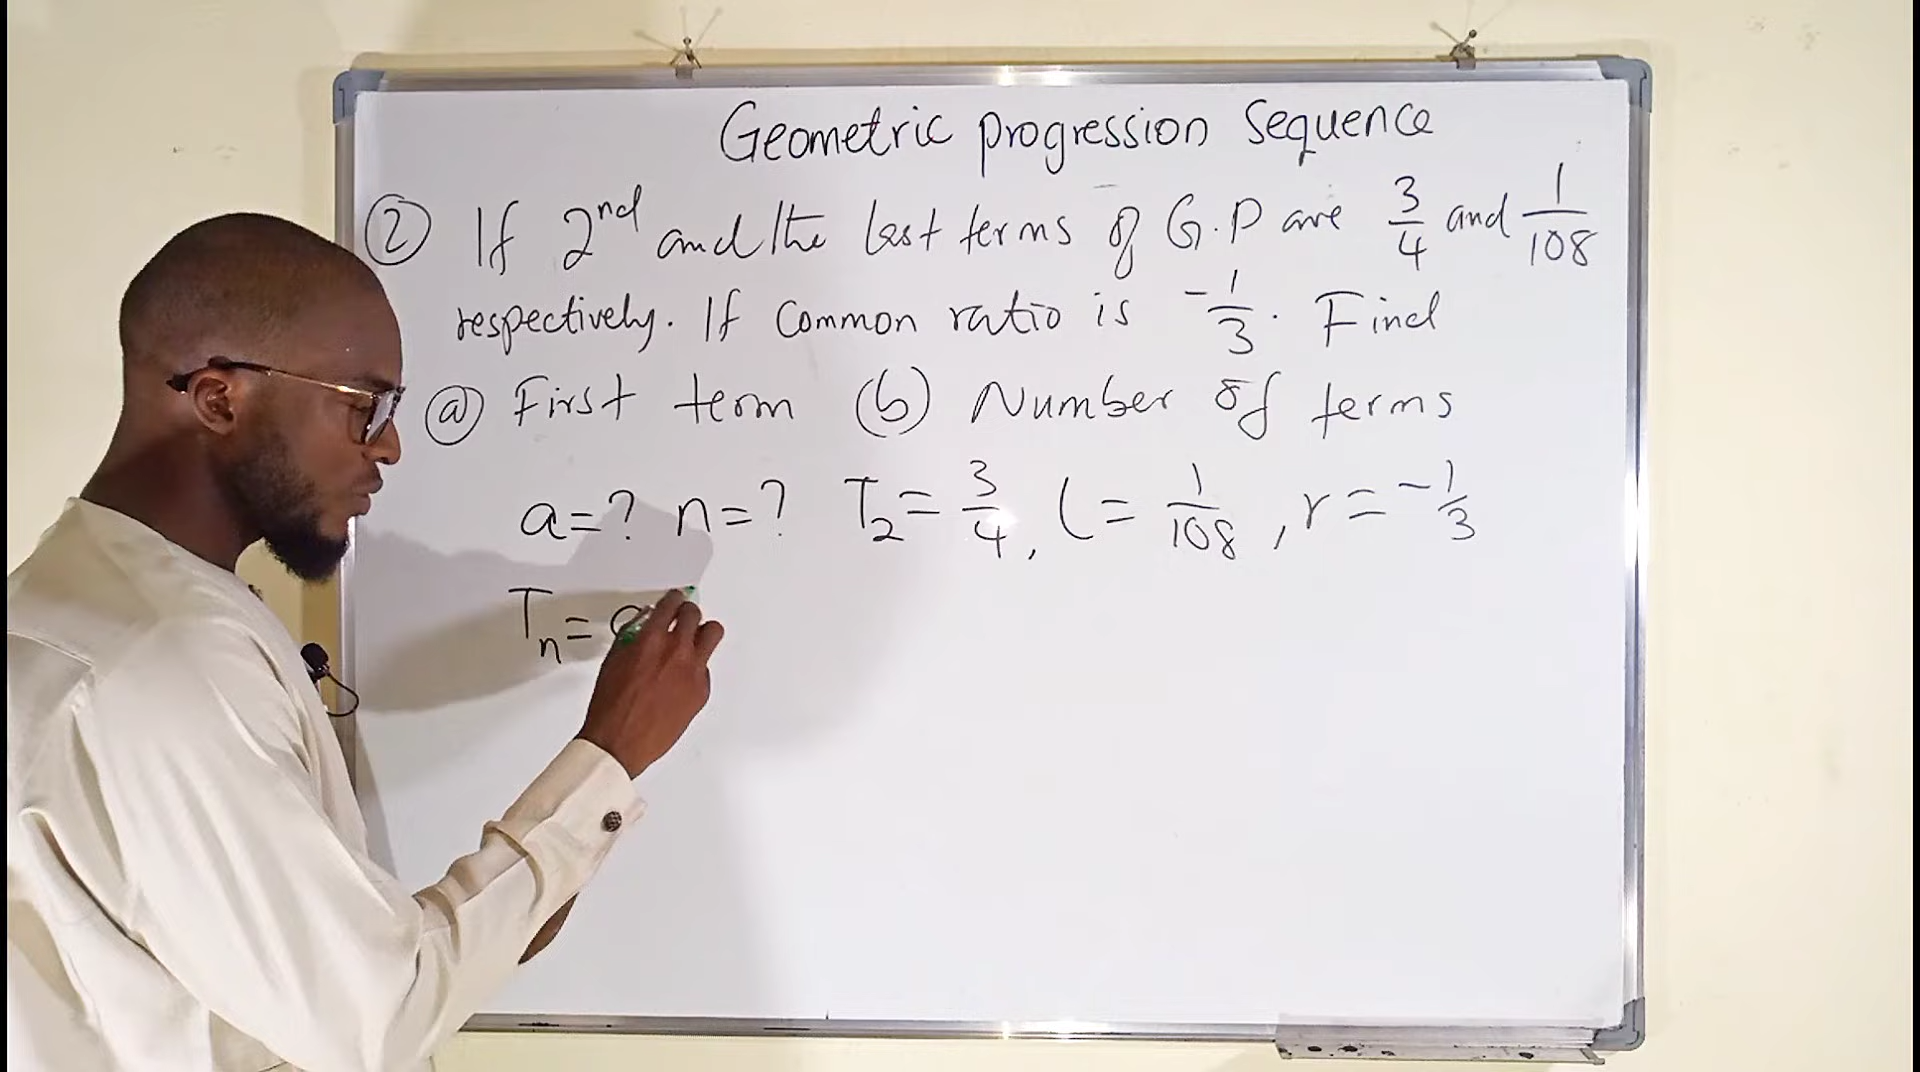 Geometric progression Sequence
② If 2nd and the last terms of G.P are 3/4 and 1/108
respectively. If Common ratio is -1/3. Find
ⓐ First term (b) Number of terms
a=? n=? T₂=3/4, l=1/108, r=-1/3
Tₙ=a